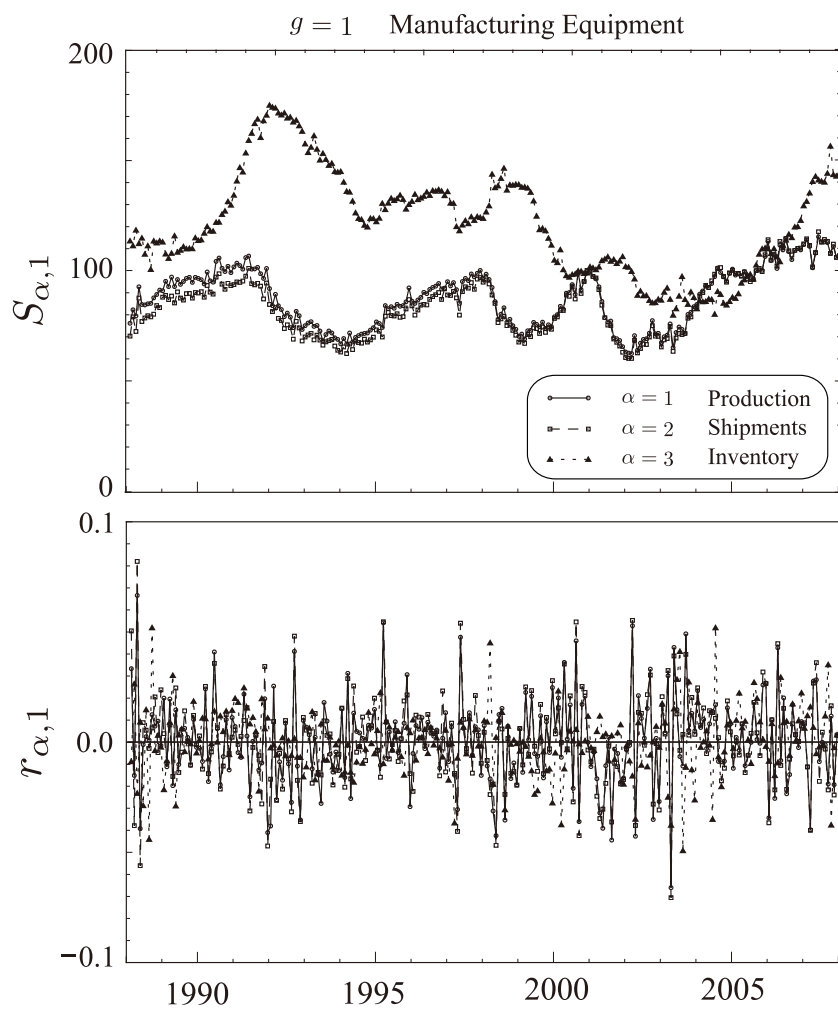 g = 1 Manufacturing Equipment
200
100
0
S_{α,1}
α = 1 Production
α = 2 Shipments
α = 3 Inventory
0.1
0.0
−0.1
r_{α,1}
1990 1995 2000 2005